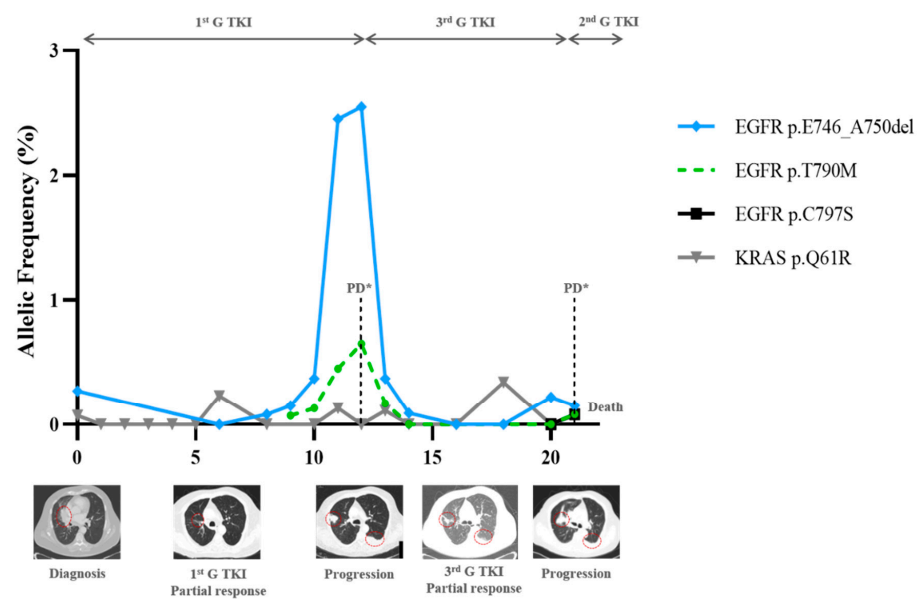 1st G TKI
3rd G TKI
2nd G TKI
Allelic Frequency (%)
3
2
1
0
PD*
PD*
Death
0
5
10
15
20
EGFR p.E746_A750del
EGFR p.T790M
EGFR p.C797S
KRAS p.Q61R
Diagnosis
1st G TKI
Partial response
Progression
3rd G TKI
Partial response
Progression